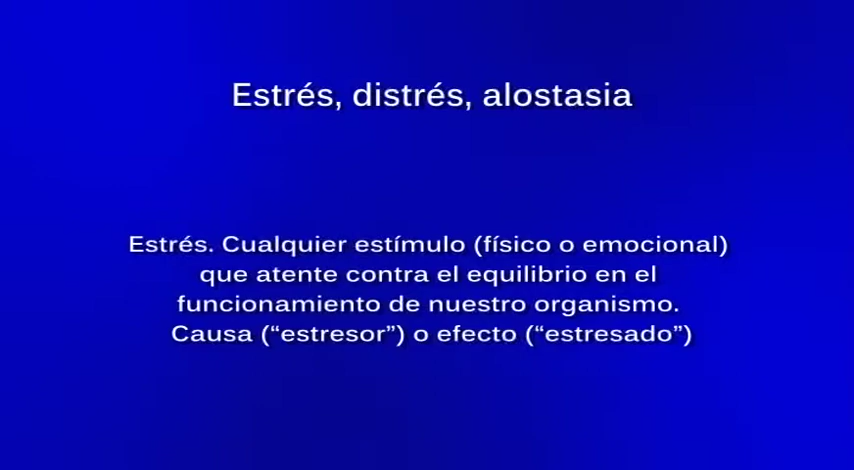 Estrés, distrés, alostasia
Estrés. Cualquier estímulo (físico o emocional)
que atente contra el equilibrio en el
funcionamiento de nuestro organismo.
Causa (“estresor”) o efecto (“estresado”)